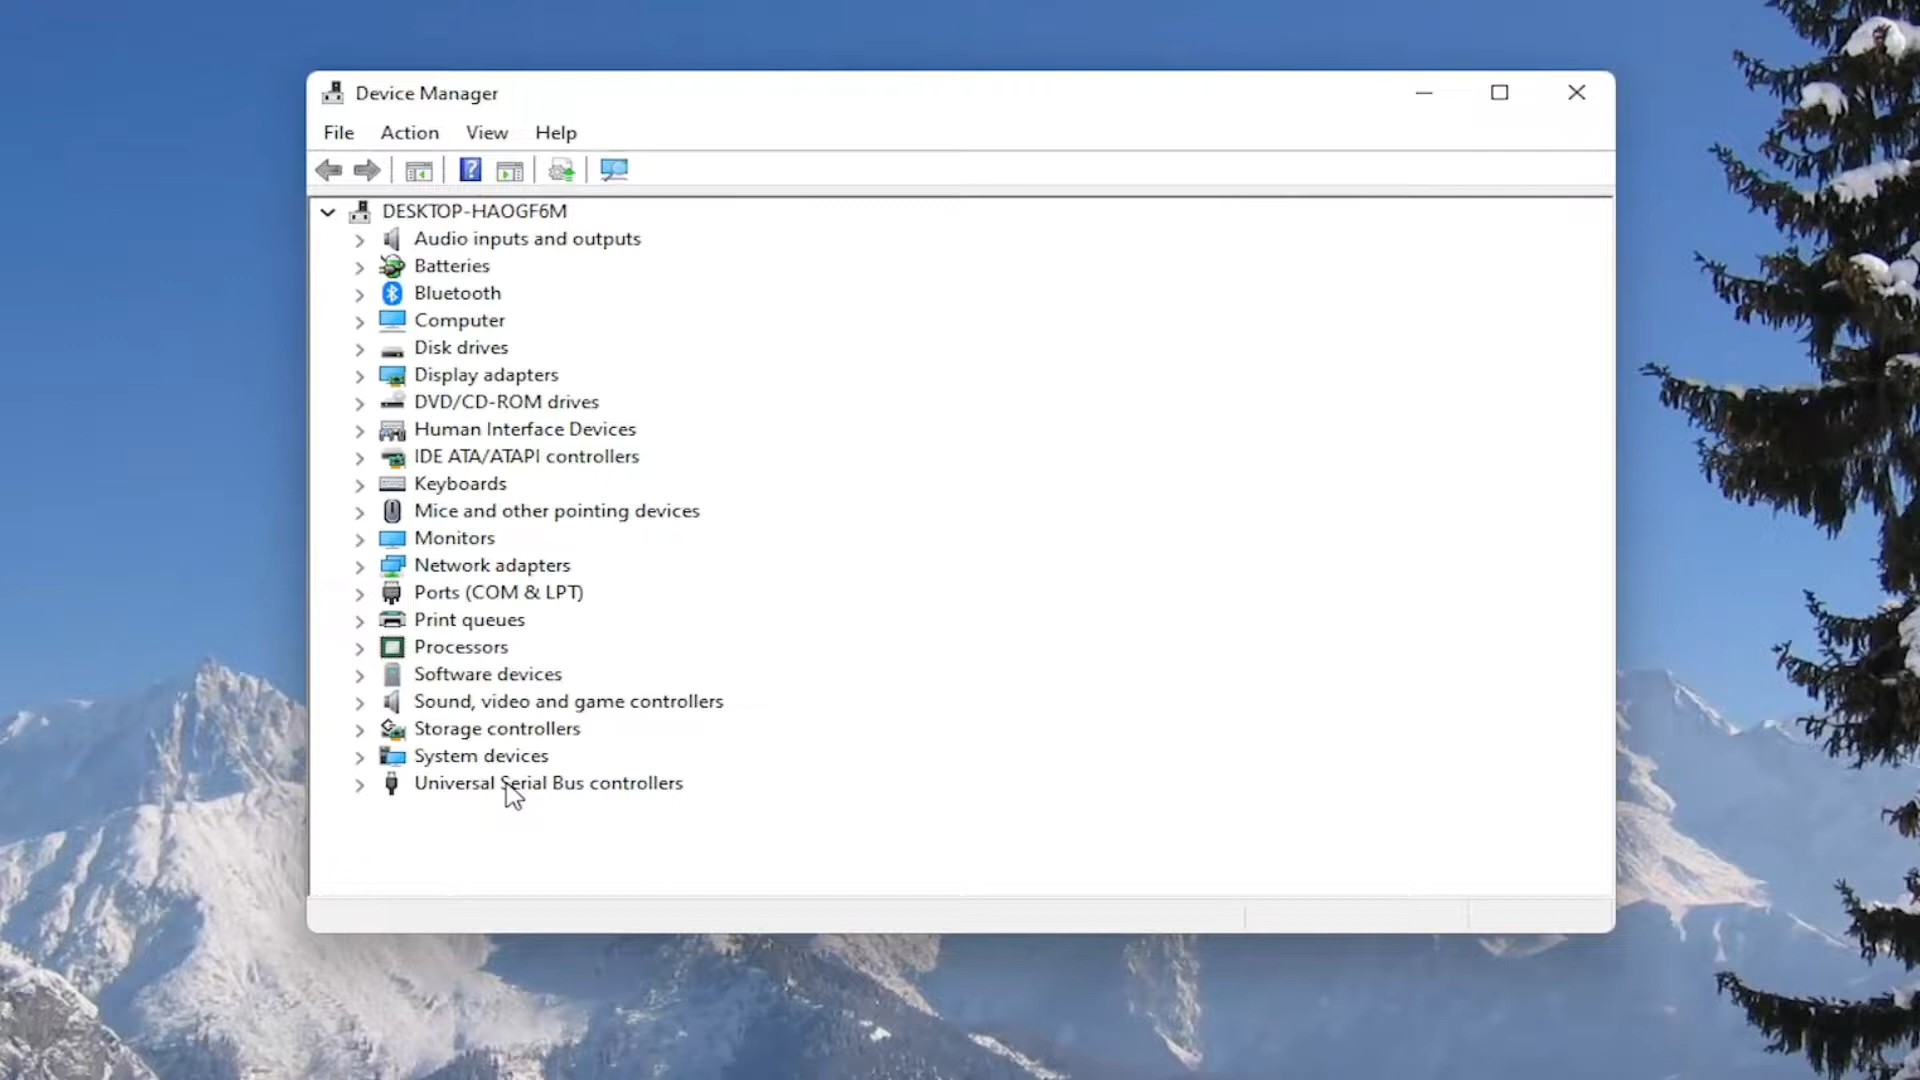 Device Manager
File Action View Help
DESKTOP-HAOGF6M
Audio inputs and outputs
Batteries
Bluetooth
Computer
Disk drives
Display adapters
DVD/CD-ROM drives
Human Interface Devices
IDE ATA/ATAPI controllers
Keyboards
Mice and other pointing devices
Monitors
Network adapters
Ports (COM & LPT)
Print queues
Processors
Software devices
Sound, video and game controllers
Storage controllers
System devices
Universal Serial Bus controllers